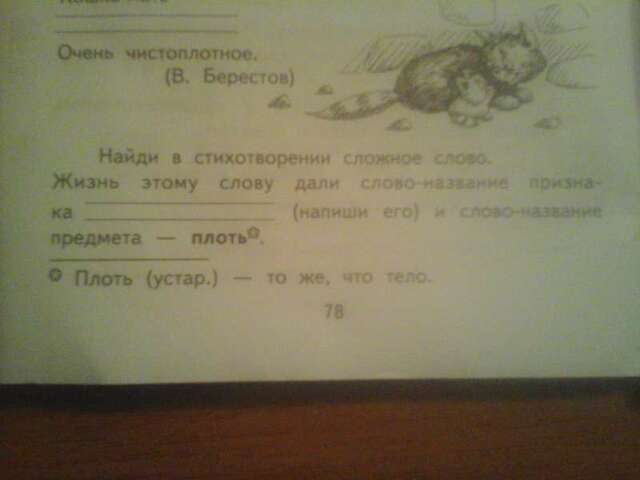 Очень чистоплотное.
(В. Берестов)
Найди в стихотворении сложное слово.
Жизнь этому слову дали слово-название призна-
ка (напиши его) и слово-название
предмета — плоть✿.
✿ Плоть (устар.) — то же, что тело.
78